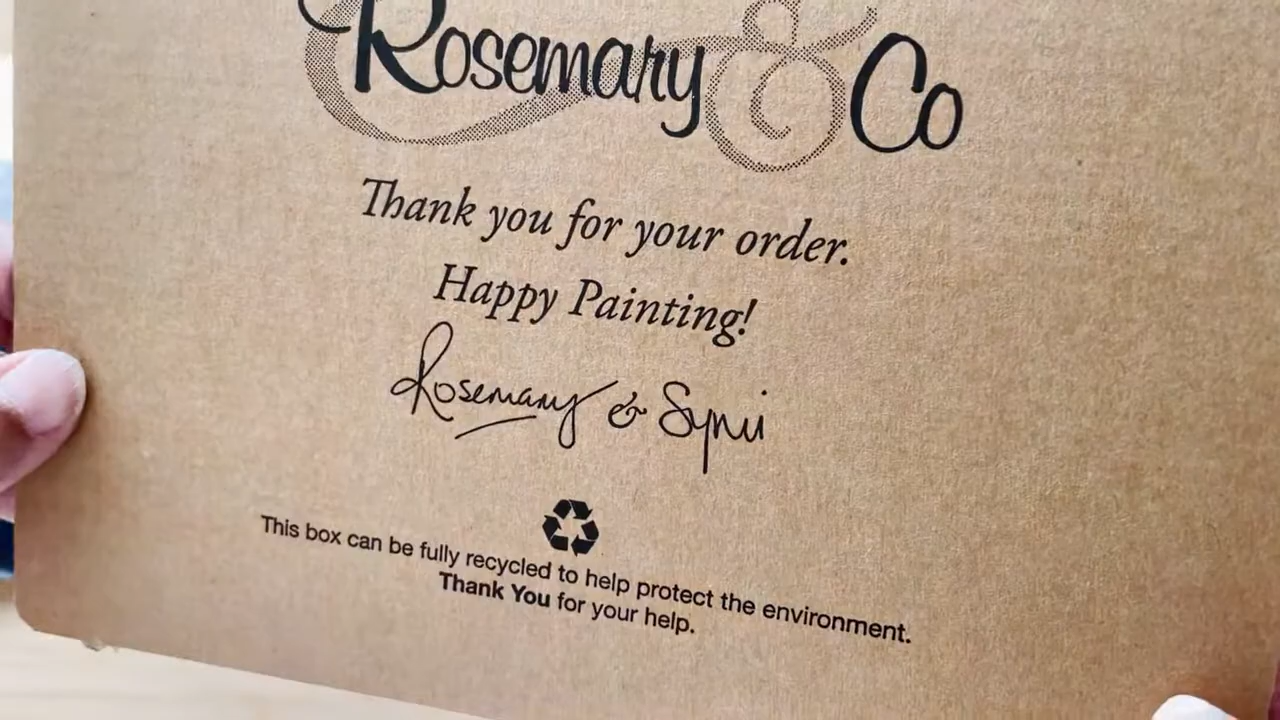 Rosemary & Co
Thank you for your order.
Happy Painting!
Rosemary & Symi
This box can be fully recycled to help protect the environment.
Thank You for your help.